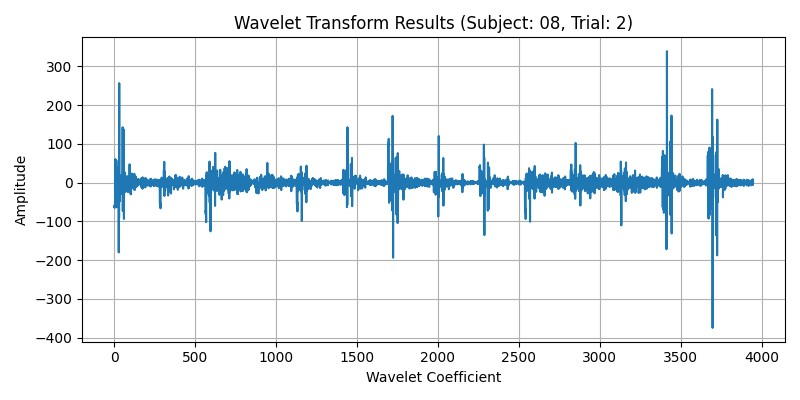 Wavelet Transform Results (Subject: 08, Trial: 2)
Amplitude
300
200
100
0
−100
−200
−300
−400
0 500 1000 1500 2000 2500 3000 3500 4000
Wavelet Coefficient